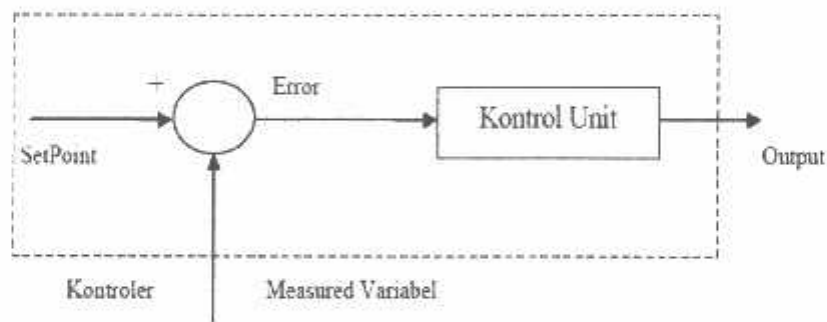 +
Error
Kontrol Unit
SetPoint
Output
Kontroler
Measured Variabel